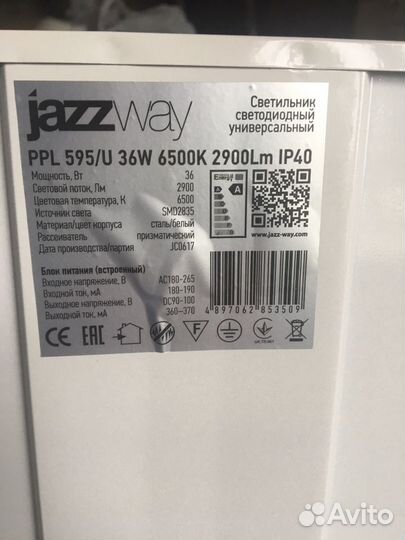 jazzway
Светильник
светодиодный
универсальный
PPL 595/U 36W 6500K 2900Lm IP40
Мощность, Вт 36
Световой поток, Лм 2900
Цветовая температура, К 6500
Источник света SMD2835
Материал/цвет корпуса сталь/белый
Рассеиватель призматический
Дата производства/партия JC0617
Energy
A
www.jazz-way.com
Блок питания (встроенный)
Входное напряжение, В AC180-265
Входной ток, мА 180-190
Выходное напряжение, В DC90-100
Выходной ток, мА 360-370
4 897062 853509
CE EAC F
Avito